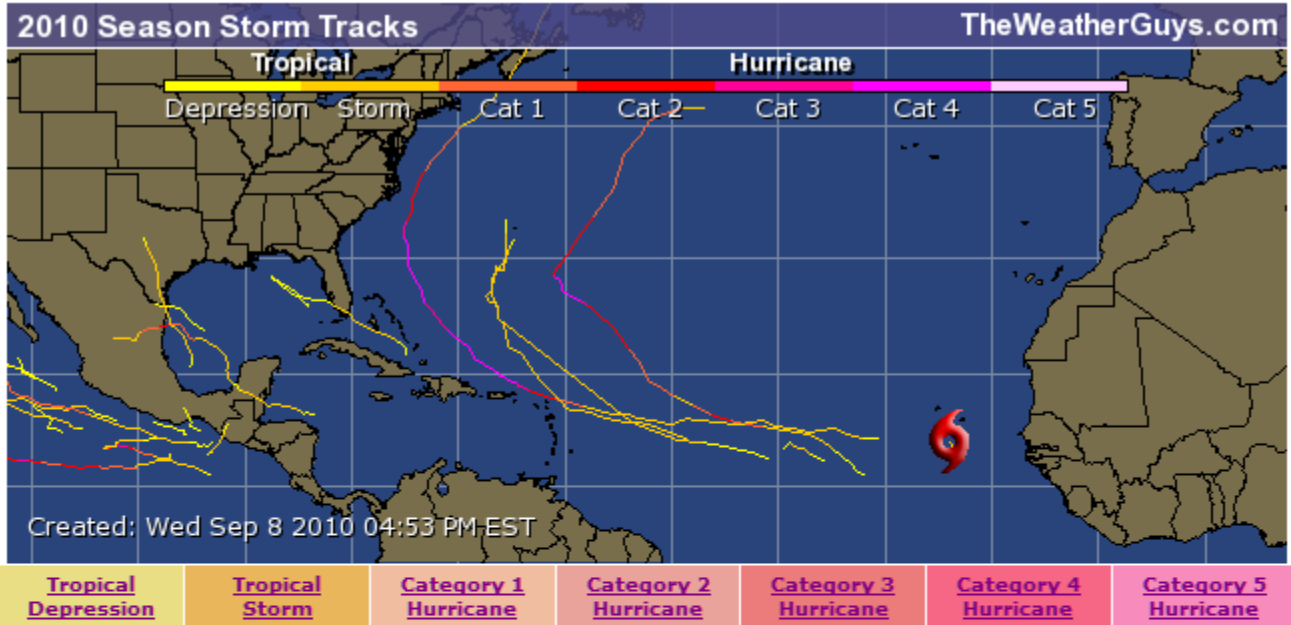 2010 Season Storm Tracks
TheWeatherGuys.com
Tropical
Hurricane
Depression
Storm
Cat 1
Cat 2
Cat 3
Cat 4
Cat 5
Created: Wed Sep 8 2010 04:53 PM EST
Tropical
Depression
Tropical
Storm
Category 1
Hurricane
Category 2
Hurricane
Category 3
Hurricane
Category 4
Hurricane
Category 5
Hurricane